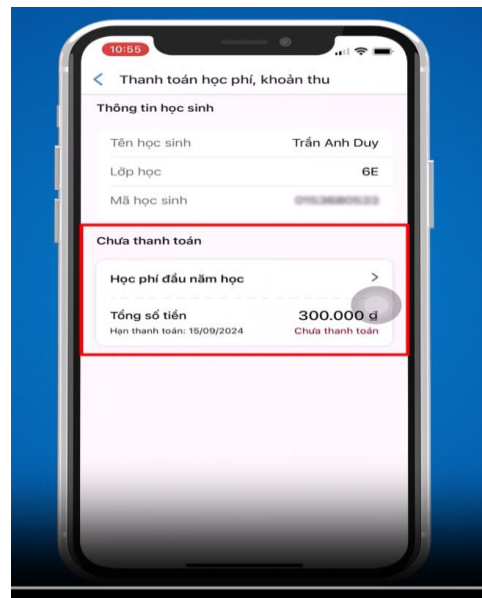 10:55
Thanh toán học phí, khoản thu
Thông tin học sinh
Tên học sinh Trần Anh Duy
Lớp học 6E
Mã học sinh
Chưa thanh toán
Học phí đầu năm học
Tổng số tiền 300.000 đ
Hạn thanh toán: 15/09/2024 Chưa thanh toán